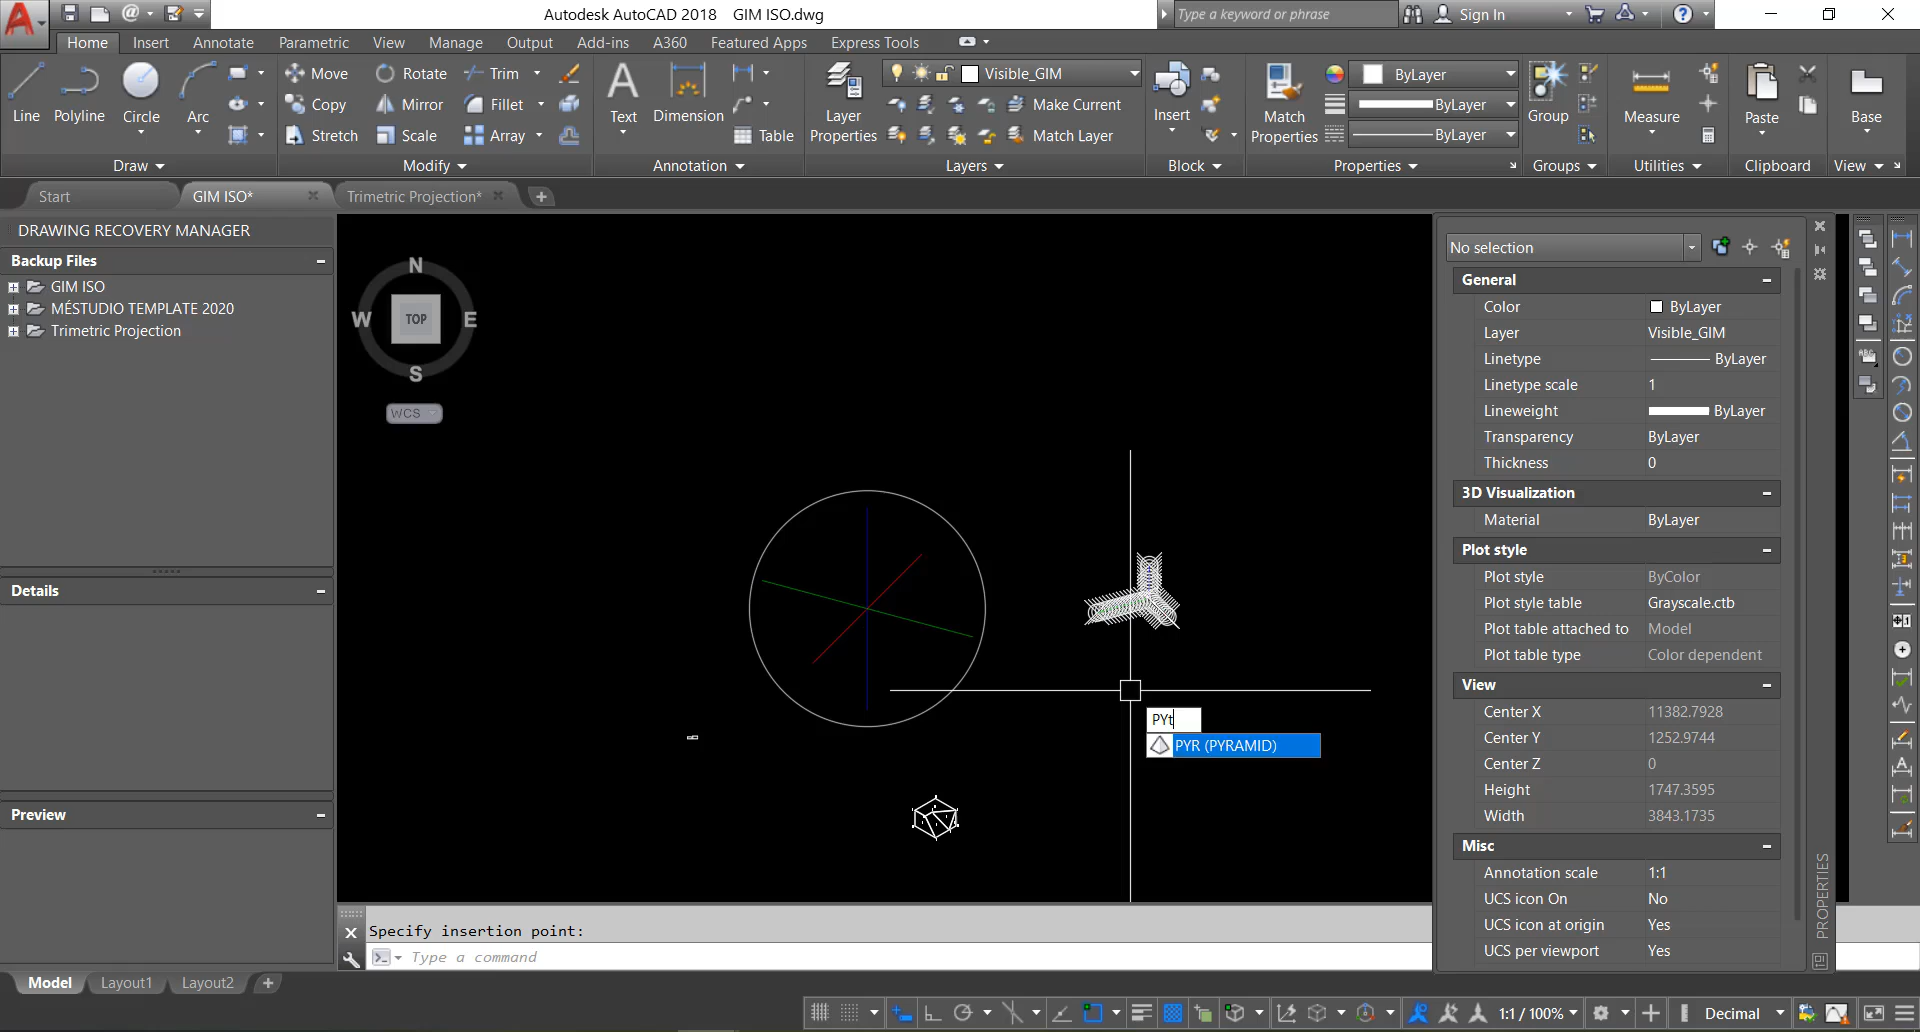 Autodesk AutoCAD 2018 GIM ISO.dwg
Type a keyword or phrase
Sign In
Home Insert Annotate Parametric View Manage Output Add-ins A360 Featured Apps Express Tools
Line Polyline Circle Arc
Move Rotate Trim
Copy Mirror Fillet
Stretch Scale Array
Text Dimension Table
Layer Properties
Visible_GIM
Make Current
Match Layer
Insert
Match Properties
ByLayer
ByLayer
ByLayer
Group
Measure
Paste
Base
Draw Modify Annotation Layers Block Properties Groups Utilities Clipboard View
Start GIM ISO* Trimetric Projection*
DRAWING RECOVERY MANAGER
Backup Files
GIM ISO
MÉSTUDIO TEMPLATE 2020
Trimetric Projection
Details
Preview
N
W TOP E
S
WCS
PYt
PYR (PYRAMID)
No selection
General
Color ByLayer
Layer Visible_GIM
Linetype ByLayer
Linetype scale 1
Lineweight ByLayer
Transparency ByLayer
Thickness 0
3D Visualization
Material ByLayer
Plot style
Plot style ByColor
Plot style table Grayscale.ctb
Plot table attached to Model
Plot table type Color dependent
View
Center X 11382.7928
Center Y 1252.9744
Center Z 0
Height 1747.3595
Width 3843.1735
Misc
Annotation scale 1:1
UCS icon On No
UCS icon at origin Yes
UCS per viewport Yes
PROPERTIES
Specify insertion point:
Type a command
Model Layout1 Layout2
1:1 / 100%
Decimal